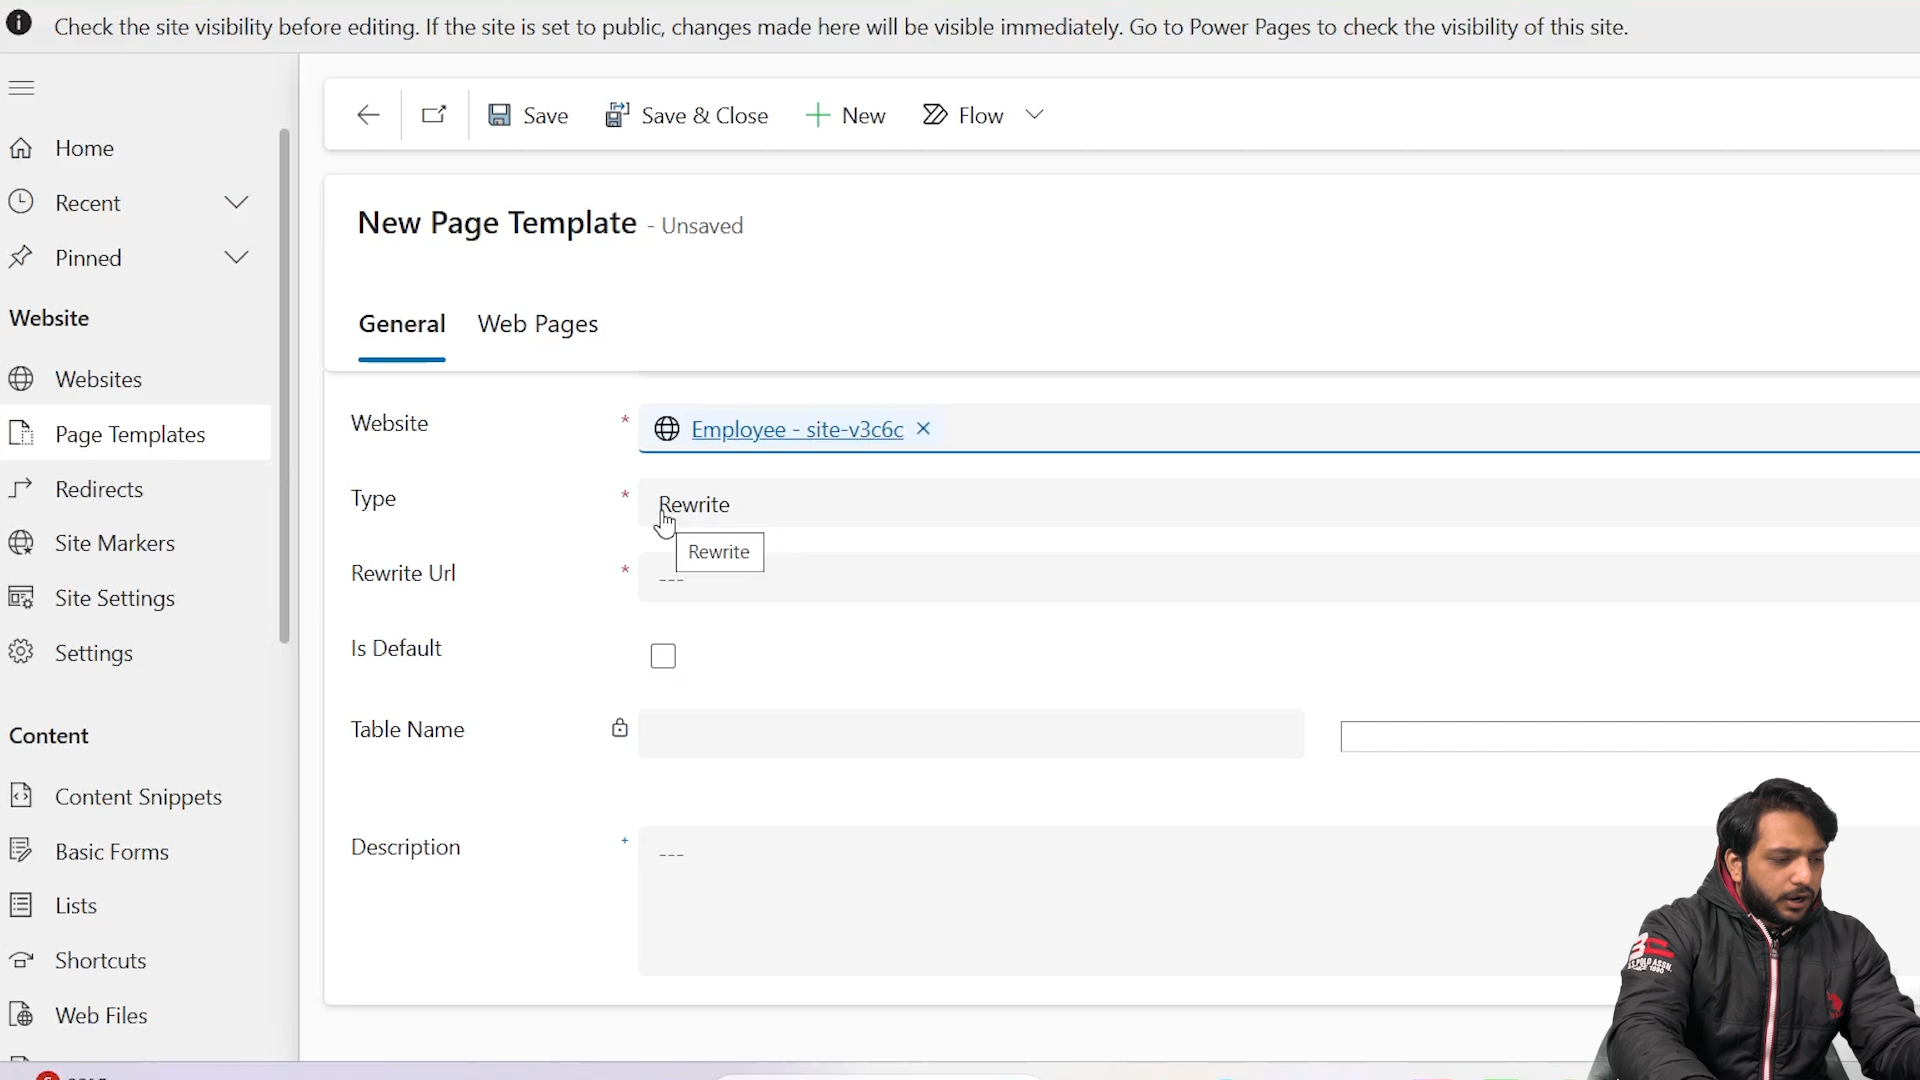 Check the site visibility before editing. If the site is set to public, changes made here will be visible immediately. Go to Power Pages to check the visibility of this site.
Save
Save & Close
New
Flow
Home
Recent
Pinned
Website
Websites
Page Templates
Redirects
Site Markers
Site Settings
Settings
Content
Content Snippets
Basic Forms
Lists
Shortcuts
Web Files
New Page Template - Unsaved
General
Web Pages
Website *
Employee - site-v3c6c
Type *
Rewrite
Rewrite
Rewrite Url *
---
Is Default
Table Name
Description +
---